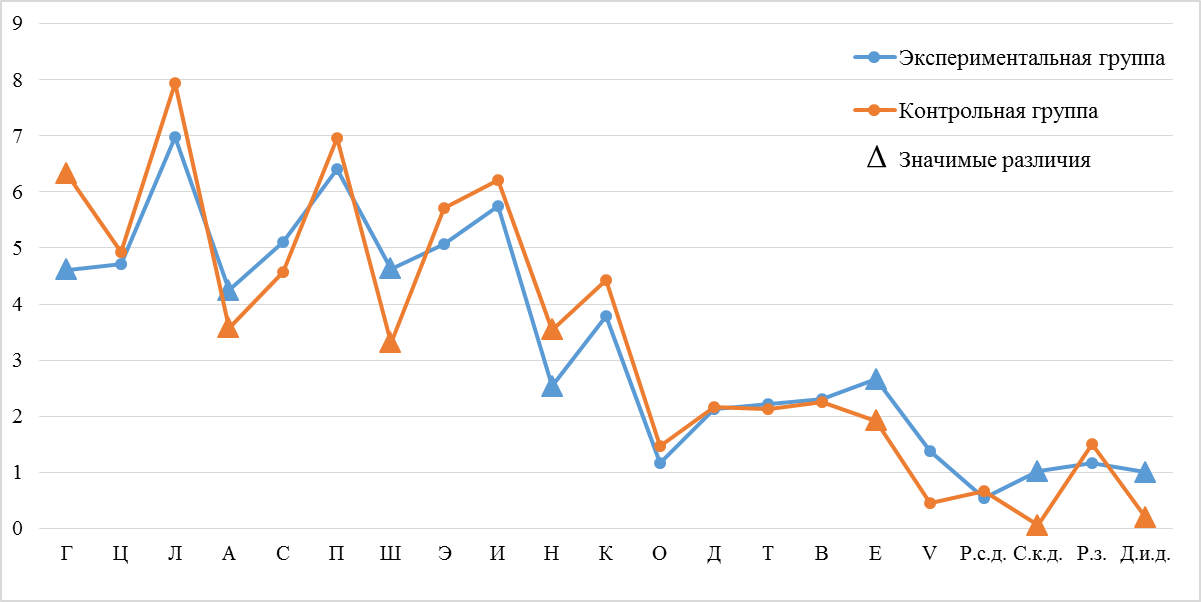 9
8
7
6
5
4
3
2
1
0
Экспериментальная группа
Контрольная группа
Δ Значимые различия
Г Ц Л А С П Ш Э И Н К О Д Т В Е V Р.с.д. С.к.д. Р.з. Д.и.д.